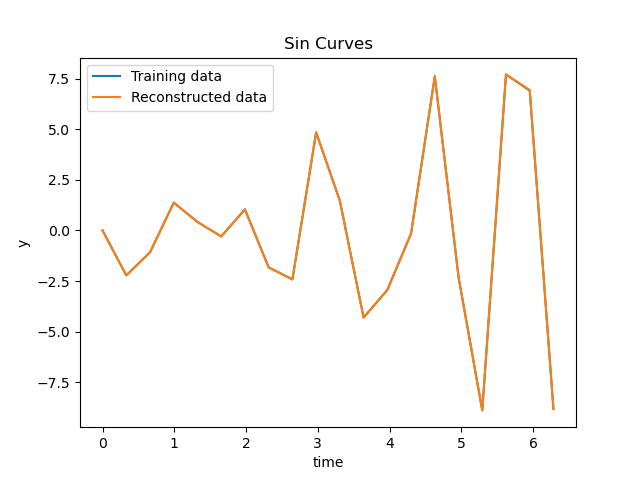 Sin Curves
Training data
Reconstructed data
7.5
5.0
2.5
0.0
−2.5
−5.0
−7.5
y
0 1 2 3 4 5 6
time